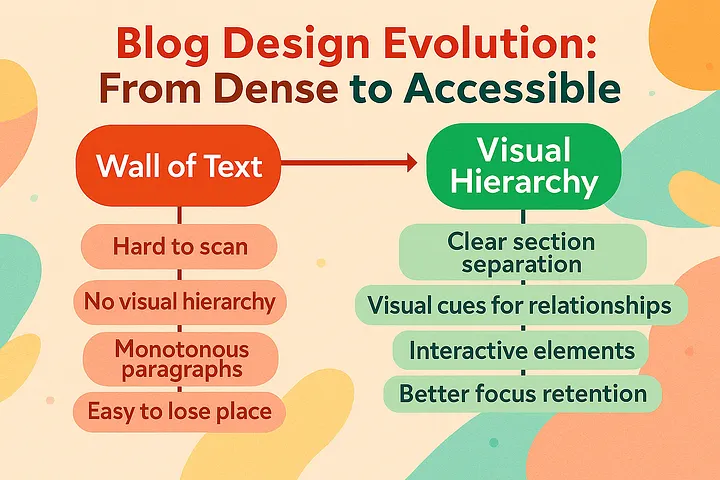 Blog Design Evolution:
From Dense to Accessible
Wall of Text
Hard to scan
No visual hierarchy
Monotonous
paragraphs
Easy to lose place
Visual
Hierarchy
Clear section
separation
Visual cues for relationships
Interactive elements
Better focus retention